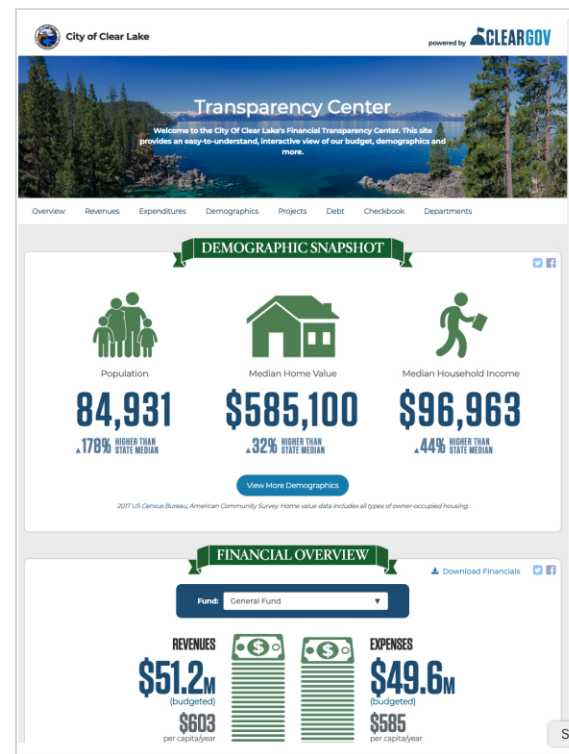 City of Clear Lake
powered by CLEARGOV
Transparency Center
Welcome to the City Of Clear Lake's Financial Transparency Center. This site
provides an easy-to-understand, interactive view of our budget, demographics and
more.
Overview Revenues Expenditures Demographics Projects Debt Checkbook Departments
DEMOGRAPHIC SNAPSHOT
Population Median Home Value Median Household Income
84,931 $585,100 $96,963
▲178% HIGHER THAN STATE MEDIAN ▲32% HIGHER THAN STATE MEDIAN ▲44% HIGHER THAN STATE MEDIAN
View More Demographics
2017 US Census Bureau, American Community Survey. Home value data includes all types of owner-occupied housing.
FINANCIAL OVERVIEW
Download Financials
Fund: General Fund
REVENUES EXPENSES
$51.2M $49.6M
(budgeted) (budgeted)
$603 $585
per capita/year per capita/year
S